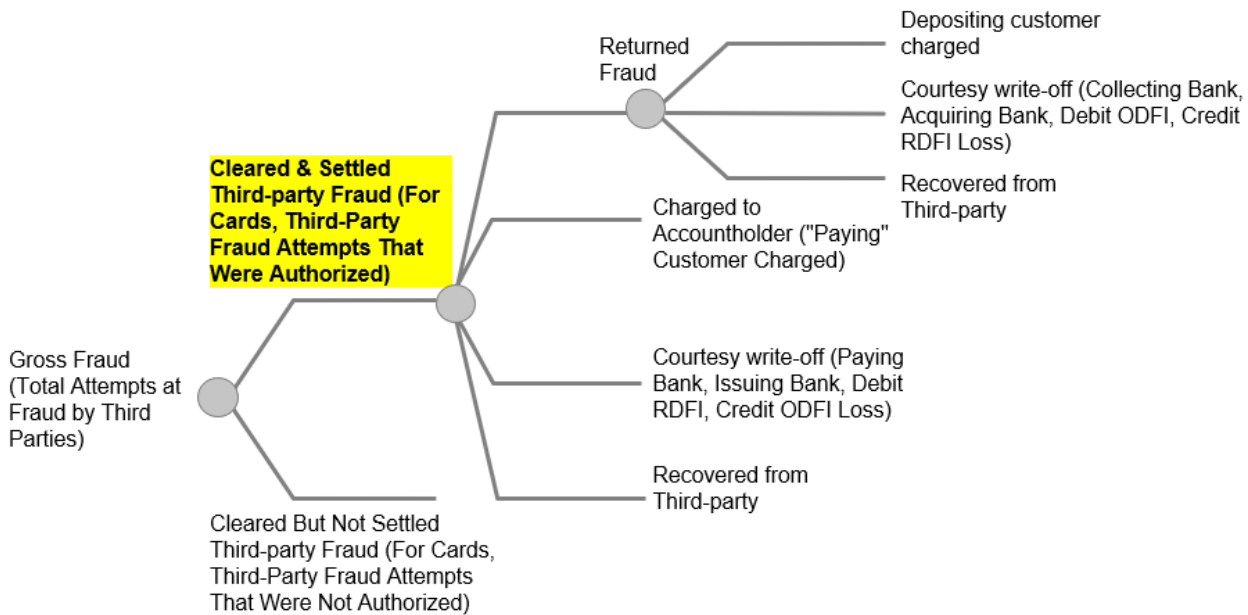 Depositing customer
charged
Returned
Fraud
Courtesy write-off (Collecting Bank,
Acquiring Bank, Debit ODFI, Credit
RDFI Loss)
Recovered from
Third-party
Cleared & Settled
Third-party Fraud (For
Cards, Third-Party
Fraud Attempts That
Were Authorized)
Charged to
Accountholder ("Paying"
Customer Charged)
Gross Fraud
(Total Attempts at
Fraud by Third
Parties)
Courtesy write-off (Paying
Bank, Issuing Bank, Debit
RDFI, Credit ODFI Loss)
Recovered from
Third-party
Cleared But Not Settled
Third-party Fraud (For Cards,
Third-Party Fraud Attempts
That Were Not Authorized)